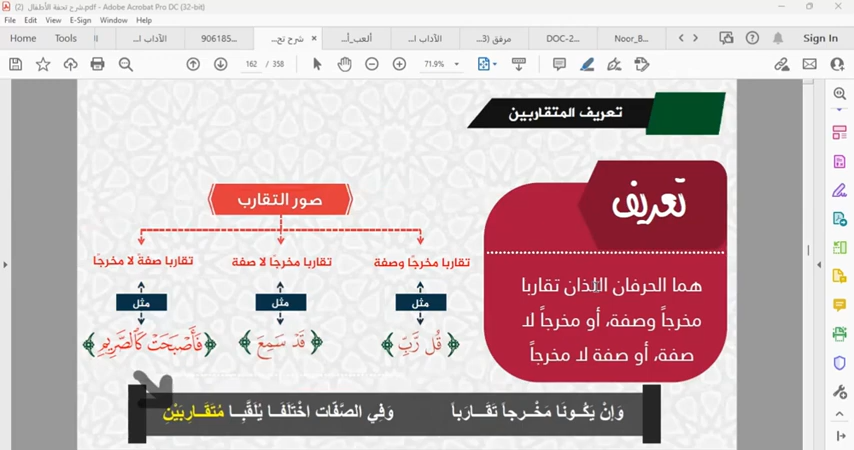 شرح تحفة الأطفال.pdf (2) - Adobe Acrobat Pro DC (32-bit)
File Edit View E-Sign Window Help
Home Tools الآداب ا... 906185... شرح تح... × ألعب_أ... الآداب ا... مرفق (3... DOC-2... Noor_B... Sign In
162 / 358 71.9%
تعريف المتقاربين
تعريف
هما الحرفان اللذان تقاربا
مخرجاً وصفة، أو مخرجاً لا
صفة، أو صفة لا مخرجاً
صور التقارب
تقاربا مخرجًا وصفة
تقاربا مخرجًا لا صفة
تقاربا صفةً لا مخرجًا
مثل
مثل
مثل
﴿قُل رَّبِّ﴾
﴿قَدْ سَمِعَ﴾
﴿فَأَصْبَحَتْ كَالصَّرِيمِ﴾
وَإِنْ يَكُونَا مَخْرجاً تَقَارَبَا وَفِي الصِّفَاتِ اخْتَلَفَا يُلَقَّبَا
مُتَقَارِبَيْنِ